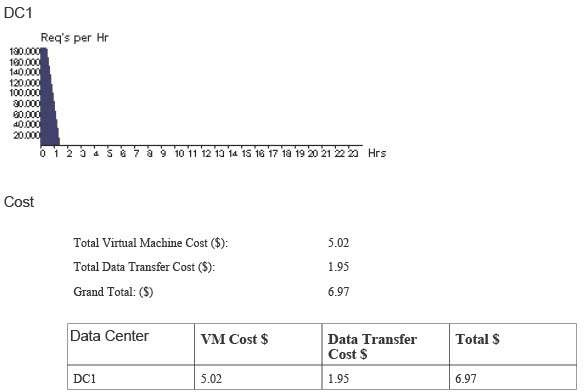 DC1
Req's per Hr
180.000
160.000
140.000
120.000
100.000
80.000
60.000
40.000
20.000
0 1 2 3 4 5 6 7 8 9 10 11 12 13 14 15 16 17 18 19 20 21 22 23 Hrs
Cost
Total Virtual Machine Cost ($): 5.02
Total Data Transfer Cost ($): 1.95
Grand Total: ($) 6.97
Data Center VM Cost $ Data Transfer Total $
Cost $
DC1 5.02 1.95 6.97